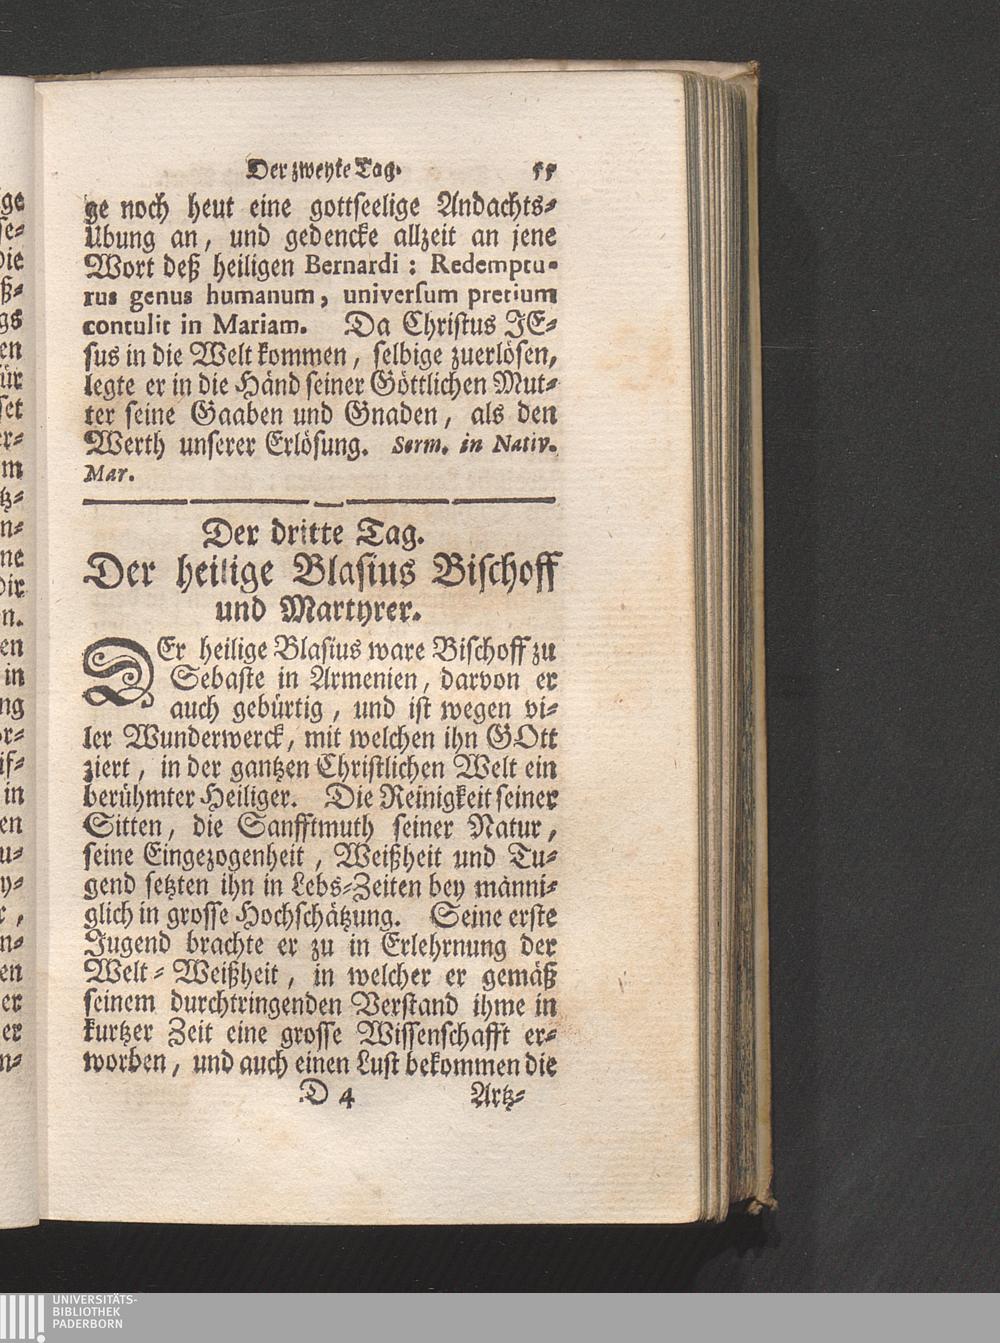 Der zweyte Tag. 55
ge noch heut eine gottseelige Andachts-
Übung an, und gedencke allzeit an jene
Wort deß heiligen Bernardi: Redemptu-
rus genus humanum, universum pretium
contulit in Mariam. Da Christus JE-
sus in die Welt kommen, selbige zuerlösen,
legte er in die Händ seiner Göttlichen Mut-
ter seine Gaaben und Gnaden, als den
Werth unserer Erlösung. Serm. in Nativ.
Mar.
Der dritte Tag.
Der heilige Blasius Bischoff
und Martyrer.
DEr heilige Blasius ware Bischoff zu
Sebaste in Armenien, darvon er
auch gebürtig, und ist wegen vi-
ler Wunderwerck, mit welchen ihn GOtt
ziert, in der gantzen Christlichen Welt ein
berühmter Heiliger. Die Reinigkeit seiner
Sitten, die Sanfftmuth seiner Natur,
seine Eingezogenheit, Weißheit und Tu-
gend setzten ihn in Lebs-Zeiten bey männi-
glich in grosse Hochschätzung. Seine erste
Jugend brachte er zu in Erlehrnung der
Welt-Weißheit, in welcher er gemäß
seinem durchtringenden Verstand ihme in
kurtzer Zeit eine grosse Wissenschafft er-
worben, und auch einen Lust bekommen die
D 4 Artz-
UNIVERSITÄTS-
BIBLIOTHEK
PADERBORN